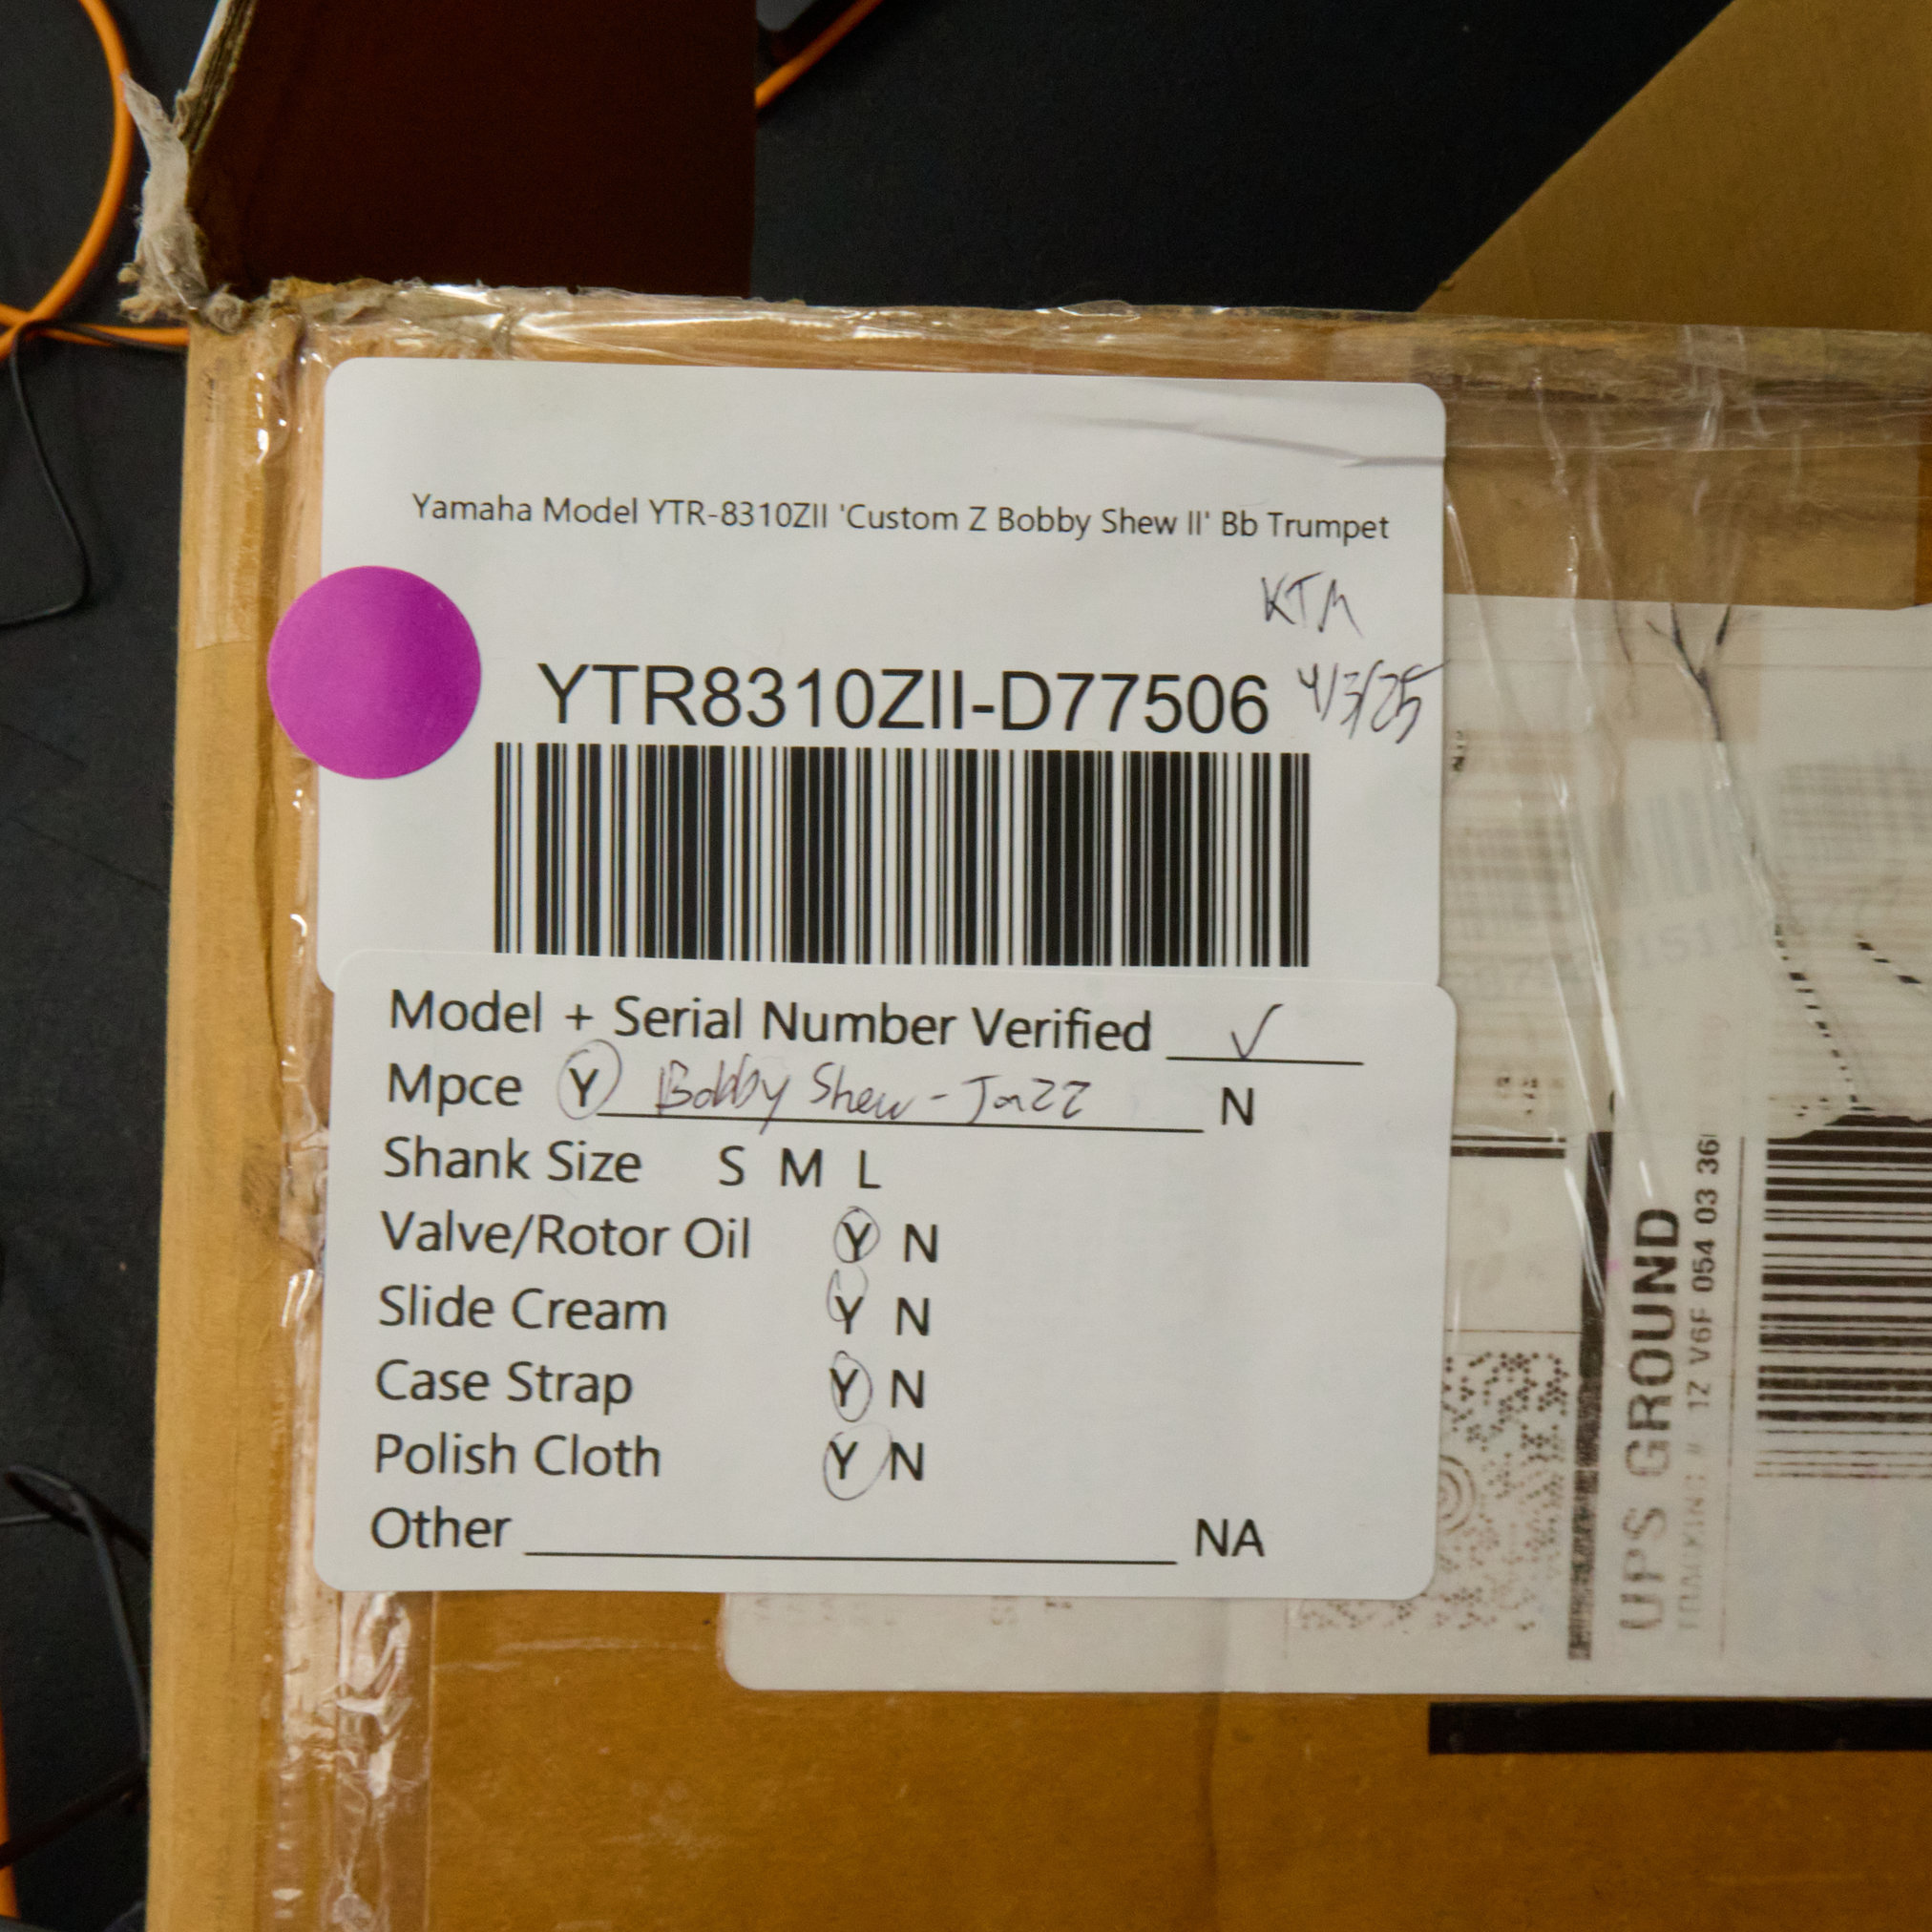 Yamaha Model YTR-8310ZII 'Custom Z Bobby Shew II' Bb Trumpet
KTM
YTR8310ZII-D77506 4/3/25
Model + Serial Number Verified ✓
Mpce Y Bobby Shew - Jazz N
Shank Size S M L
Valve/Rotor Oil Y N
Slide Cream Y N
Case Strap Y N
Polish Cloth Y N
Other NA
UPS GROUND
TRACKING # 1Z V6F 054 03 36